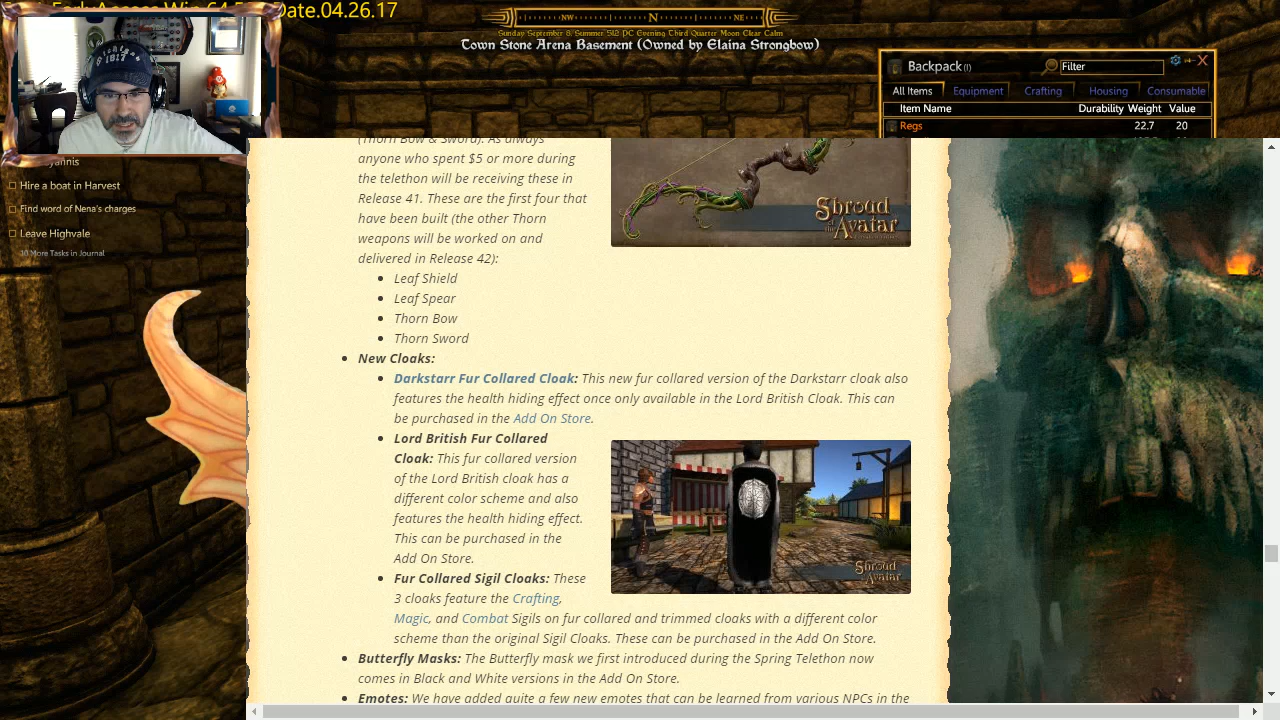 Date.04.26.17
NW N NE
Sunday September 8, Summer 512 PC Evening Third Quarter Moon Clear Calm
Town Stone Arena Basement (Owned by Elaina Strongbow)
Backpack (I)
Filter
All Items Equipment Crafting Housing Consumable
Item Name Durability Weight Value
Regs 22.7 20
Hire a boat in Harvest
Find word of Nena's charges
Leave Highvale
10 More Tasks in Journal
(Thorn Bow & Sword). As always
anyone who spent $5 or more during
the telethon will be receiving these in
Release 41. These are the first four that
have been built (the other Thorn
weapons will be worked on and
delivered in Release 42):
Leaf Shield
Leaf Spear
Thorn Bow
Thorn Sword
Shroud
of the
Avatar
New Cloaks:
Darkstarr Fur Collared Cloak: This new fur collared version of the Darkstarr cloak also
features the health hiding effect once only available in the Lord British Cloak. This can
be purchased in the Add On Store.
Lord British Fur Collared
Cloak: This fur collared version
of the Lord British cloak has a
different color scheme and also
features the health hiding effect.
This can be purchased in the
Add On Store.
Shroud
of the
Avatar
Fur Collared Sigil Cloaks: These
3 cloaks feature the Crafting,
Magic, and Combat Sigils on fur collared and trimmed cloaks with a different color
scheme than the original Sigil Cloaks. These can be purchased in the Add On Store.
Butterfly Masks: The Butterfly mask we first introduced during the Spring Telethon now
comes in Black and White versions in the Add On Store.
Emotes: We have added quite a few new emotes that can be learned from various NPCs in the